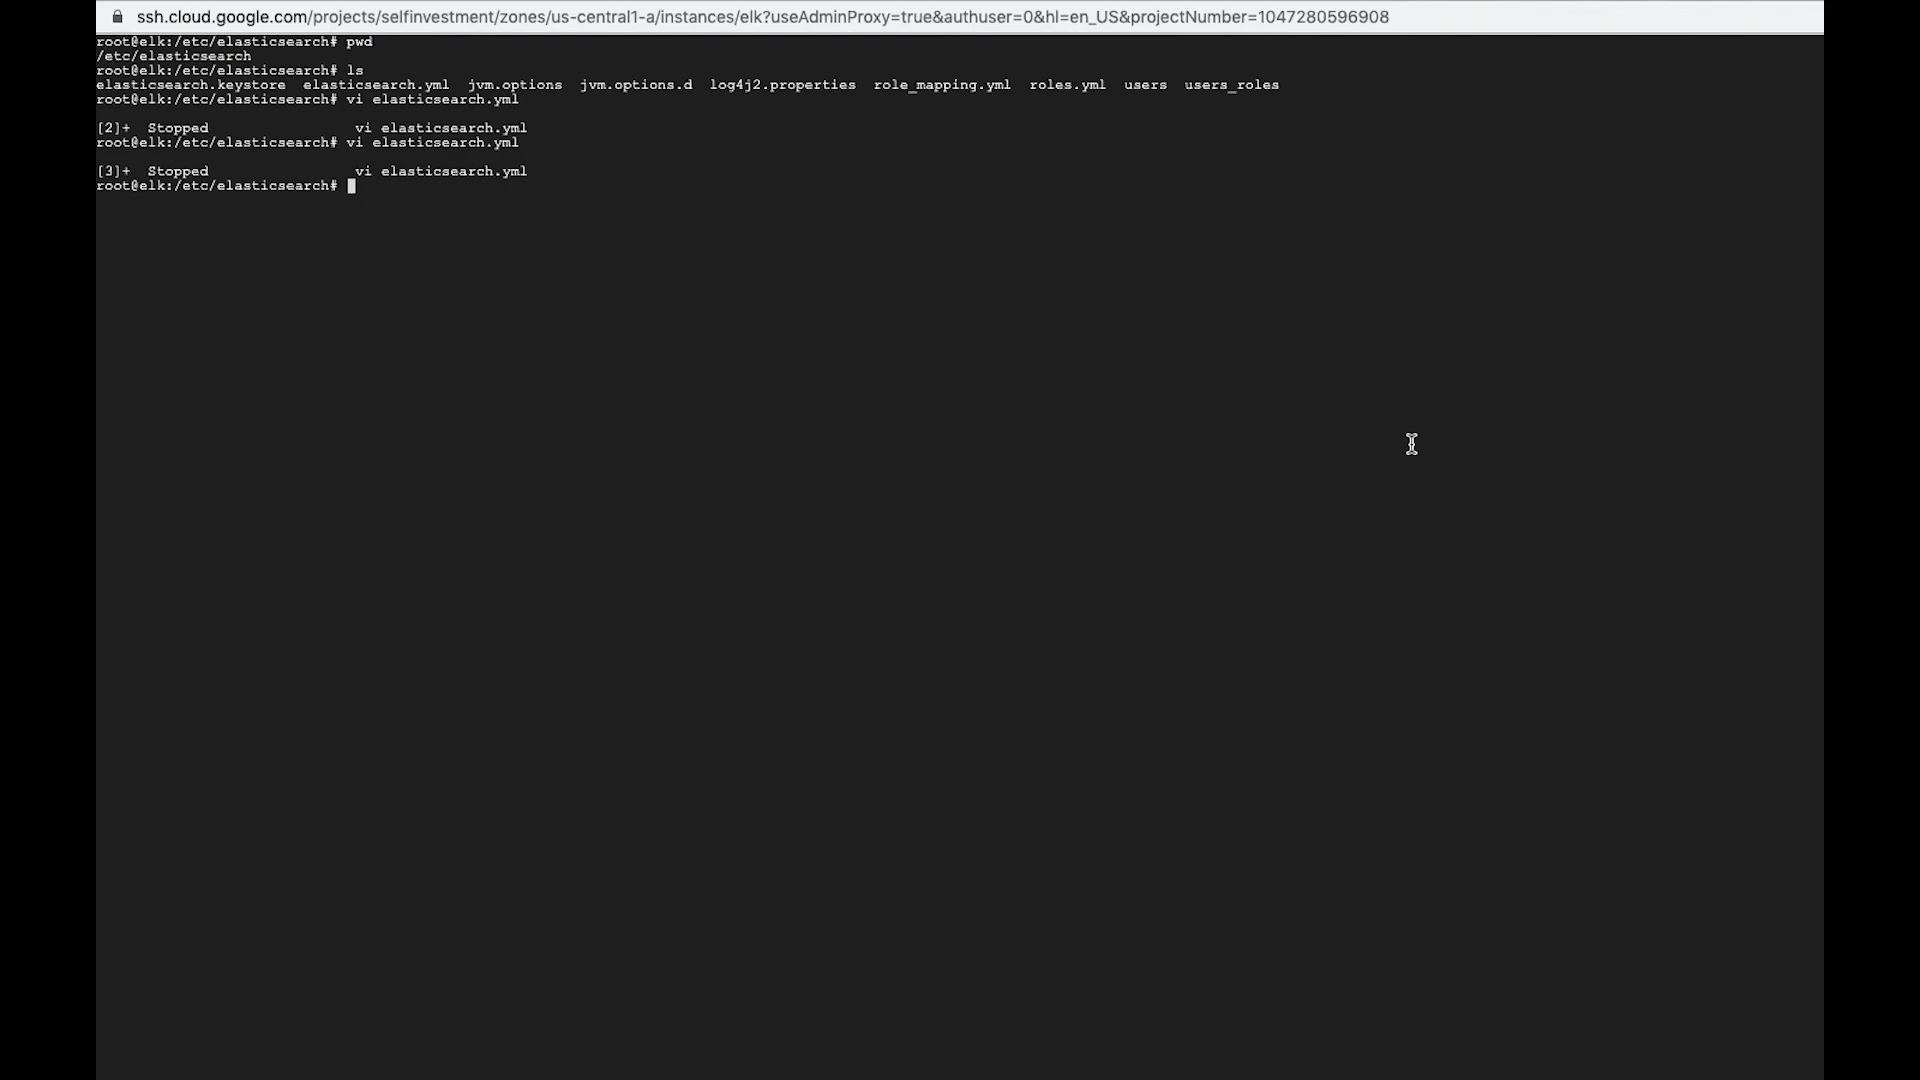 ssh.cloud.google.com/projects/selfinvestment/zones/us-central1-a/instances/elk?useAdminProxy=true&authuser=0&hl=en_US&projectNumber=1047280596908
root@elk:/etc/elasticsearch# pwd
/etc/elasticsearch
root@elk:/etc/elasticsearch# ls
elasticsearch.keystore  elasticsearch.yml  jvm.options  jvm.options.d  log4j2.properties  role_mapping.yml  roles.yml  users  users_roles
root@elk:/etc/elasticsearch# vi elasticsearch.yml
[2]+  Stopped                 vi elasticsearch.yml
root@elk:/etc/elasticsearch# vi elasticsearch.yml
[3]+  Stopped                 vi elasticsearch.yml
root@elk:/etc/elasticsearch#